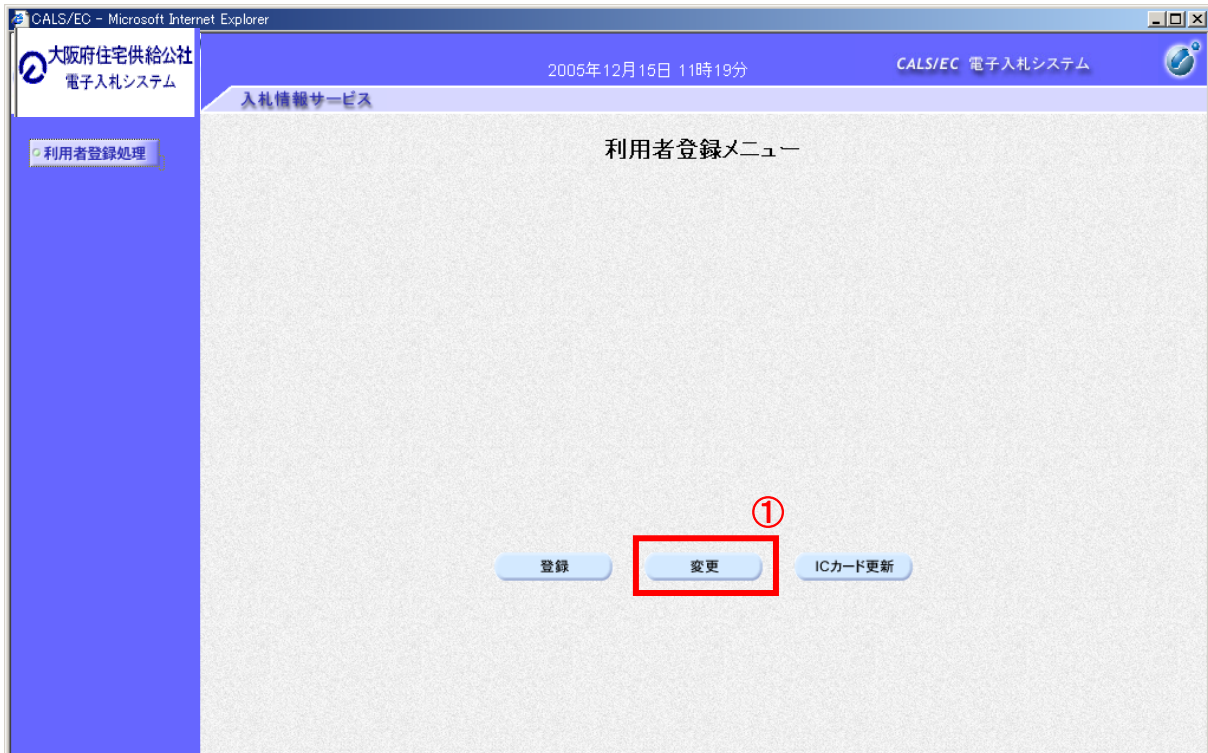 CALS/EC - Microsoft Internet Explorer
大阪府住宅供給公社
電子入札システム
2005年12月15日 11時19分
CALS/EC 電子入札システム
入札情報サービス
利用者登録処理
利用者登録メニュー
①
登録
変更
ICカード更新